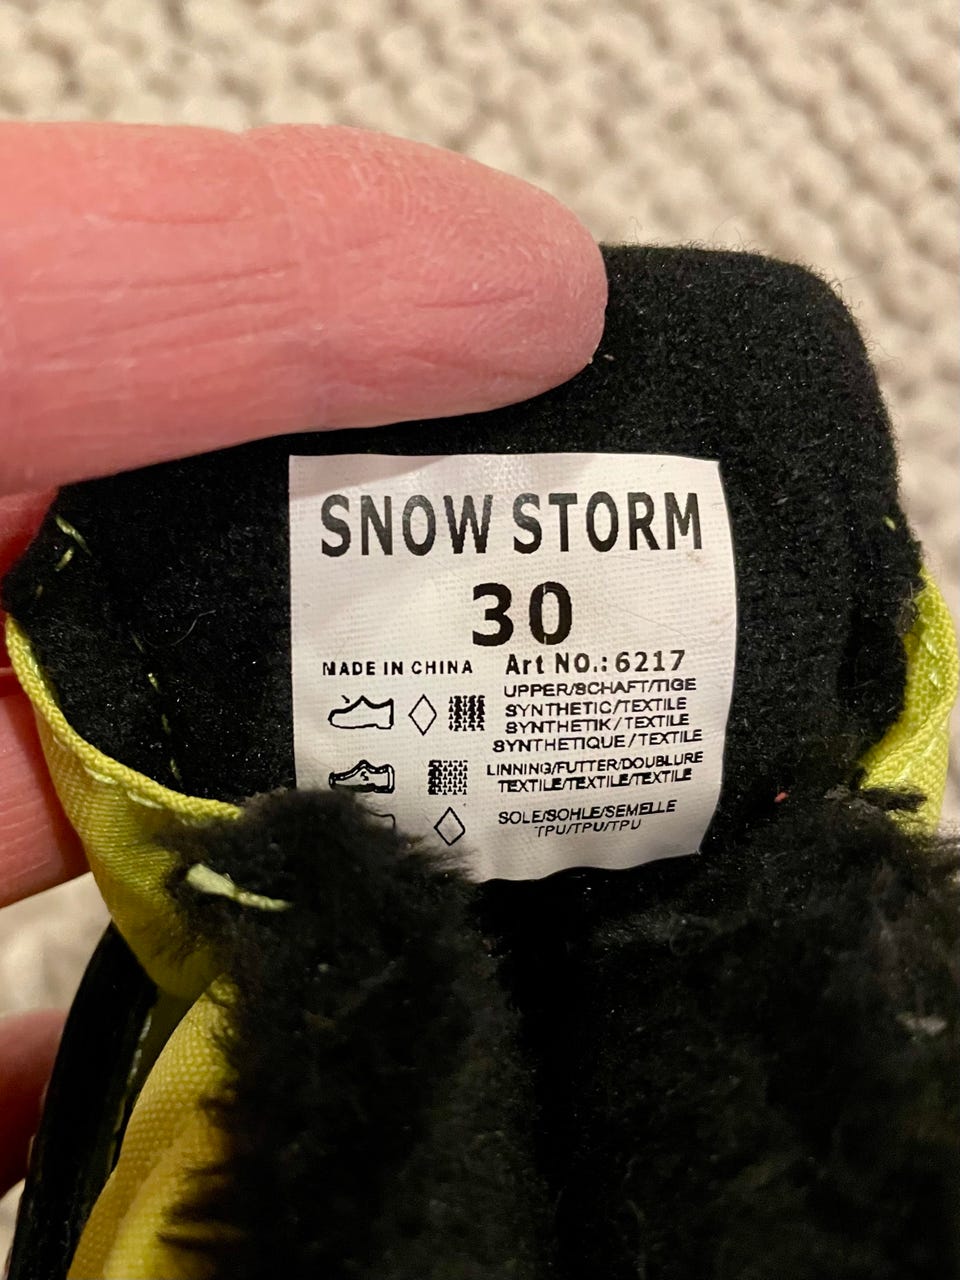 SNOW STORM
30
MADE IN CHINA Art NO.: 6217
UPPER/SCHAFT/TIGE
SYNTHETIC/TEXTILE
SYNTHETIK/TEXTILE
SYNTHETIQUE/TEXTILE
LINNING/FUTTER/DOUBLURE
TEXTILE/TEXTILE/TEXTILE
SOLE/SOHLE/SEMELLE
TPU/TPU/TPU